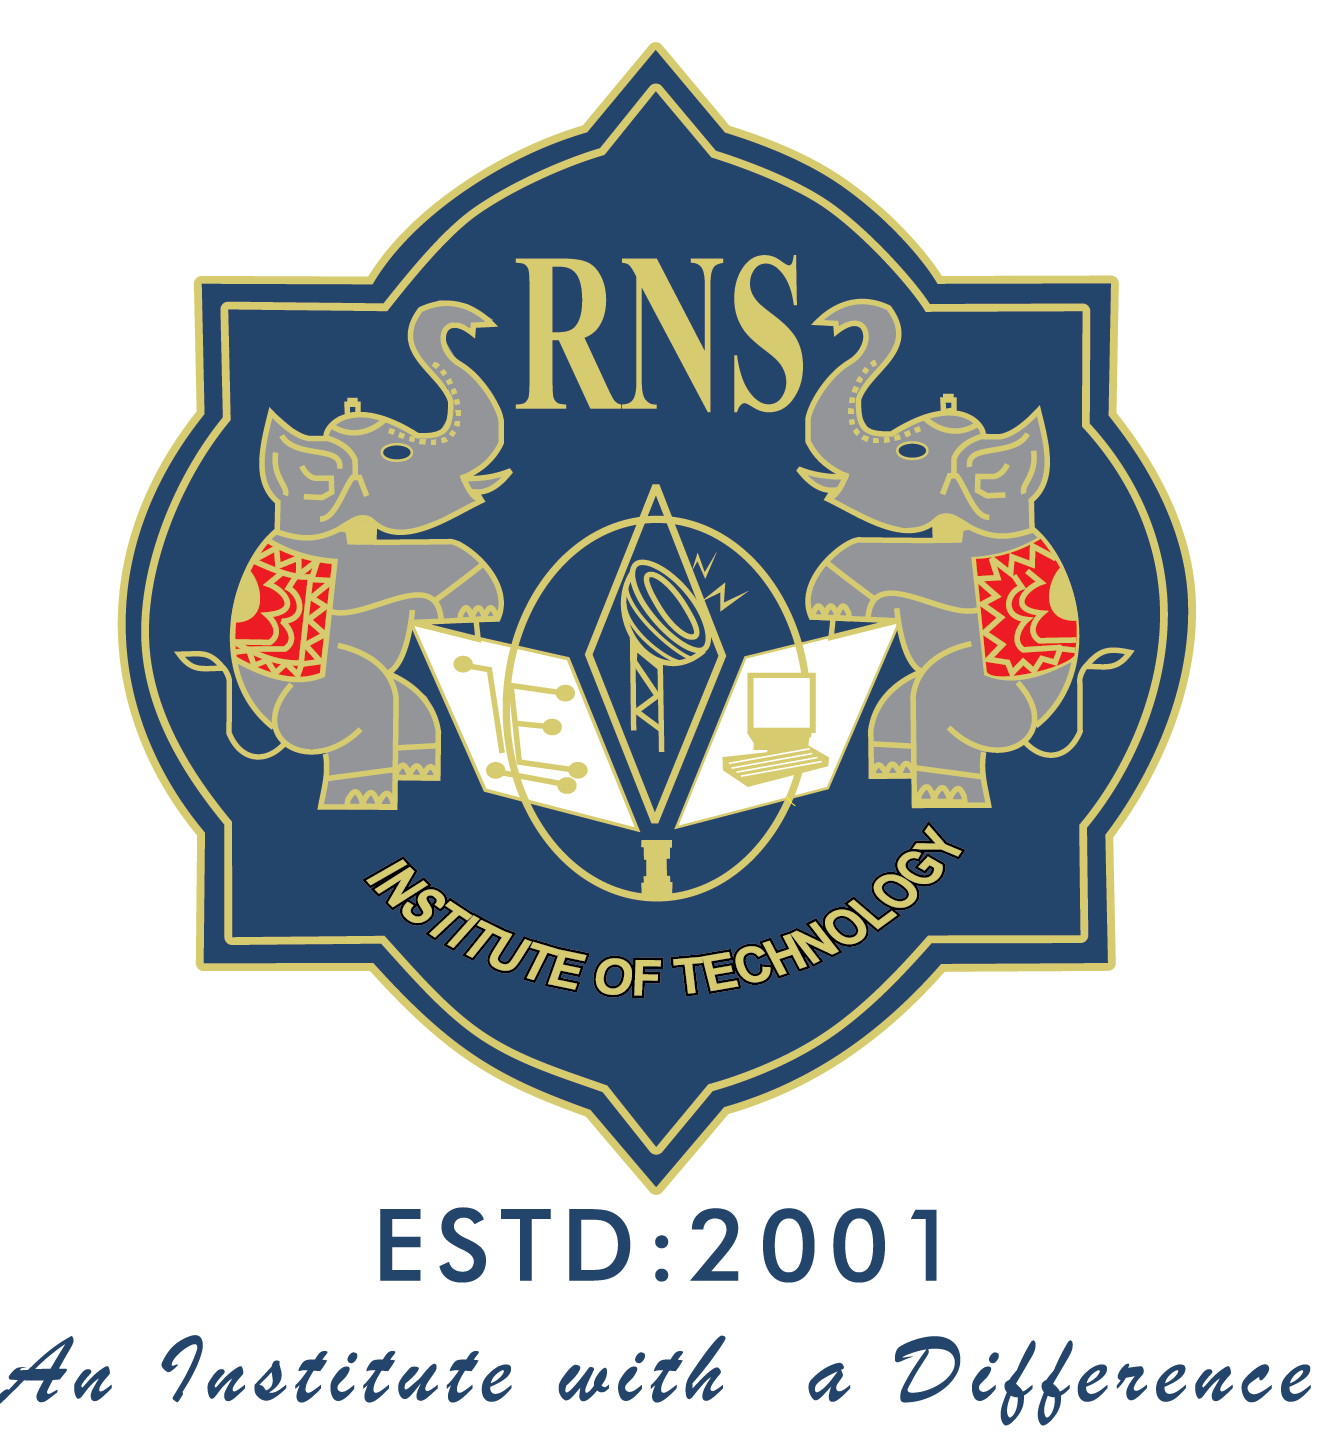 RNS
INSTITUTE OF TECHNOLOGY
ESTD:2001
An Institute with a Difference